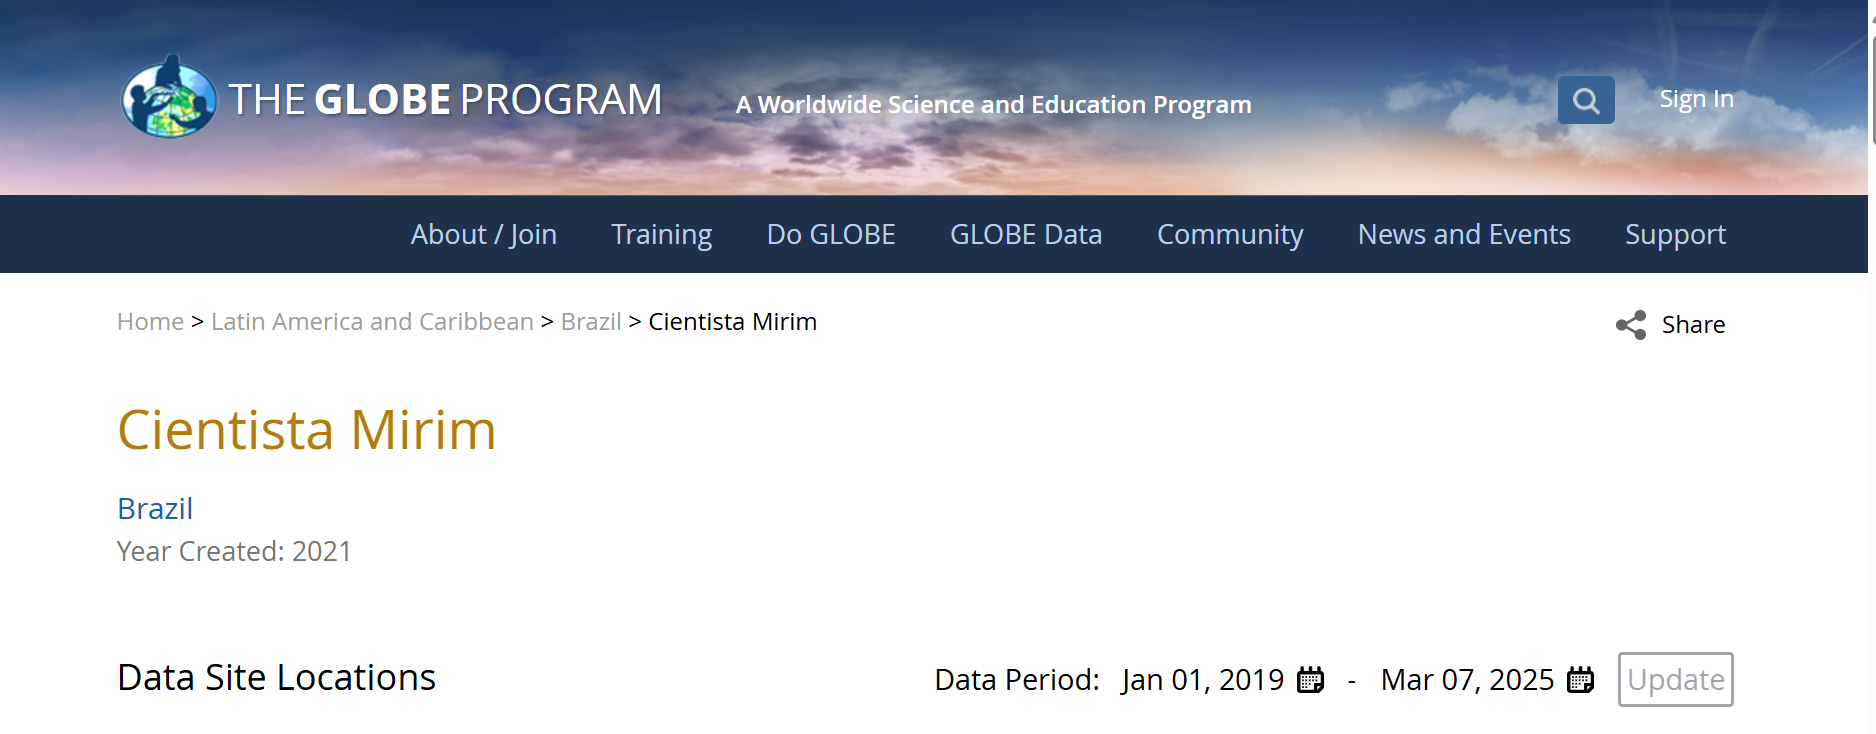 THE GLOBE PROGRAM
A Worldwide Science and Education Program
Sign In
About / Join Training Do GLOBE GLOBE Data Community News and Events Support
Home > Latin America and Caribbean > Brazil > Cientista Mirim
Share
Cientista Mirim
Brazil
Year Created: 2021
Data Site Locations
Data Period: Jan 01, 2019 - Mar 07, 2025 Update